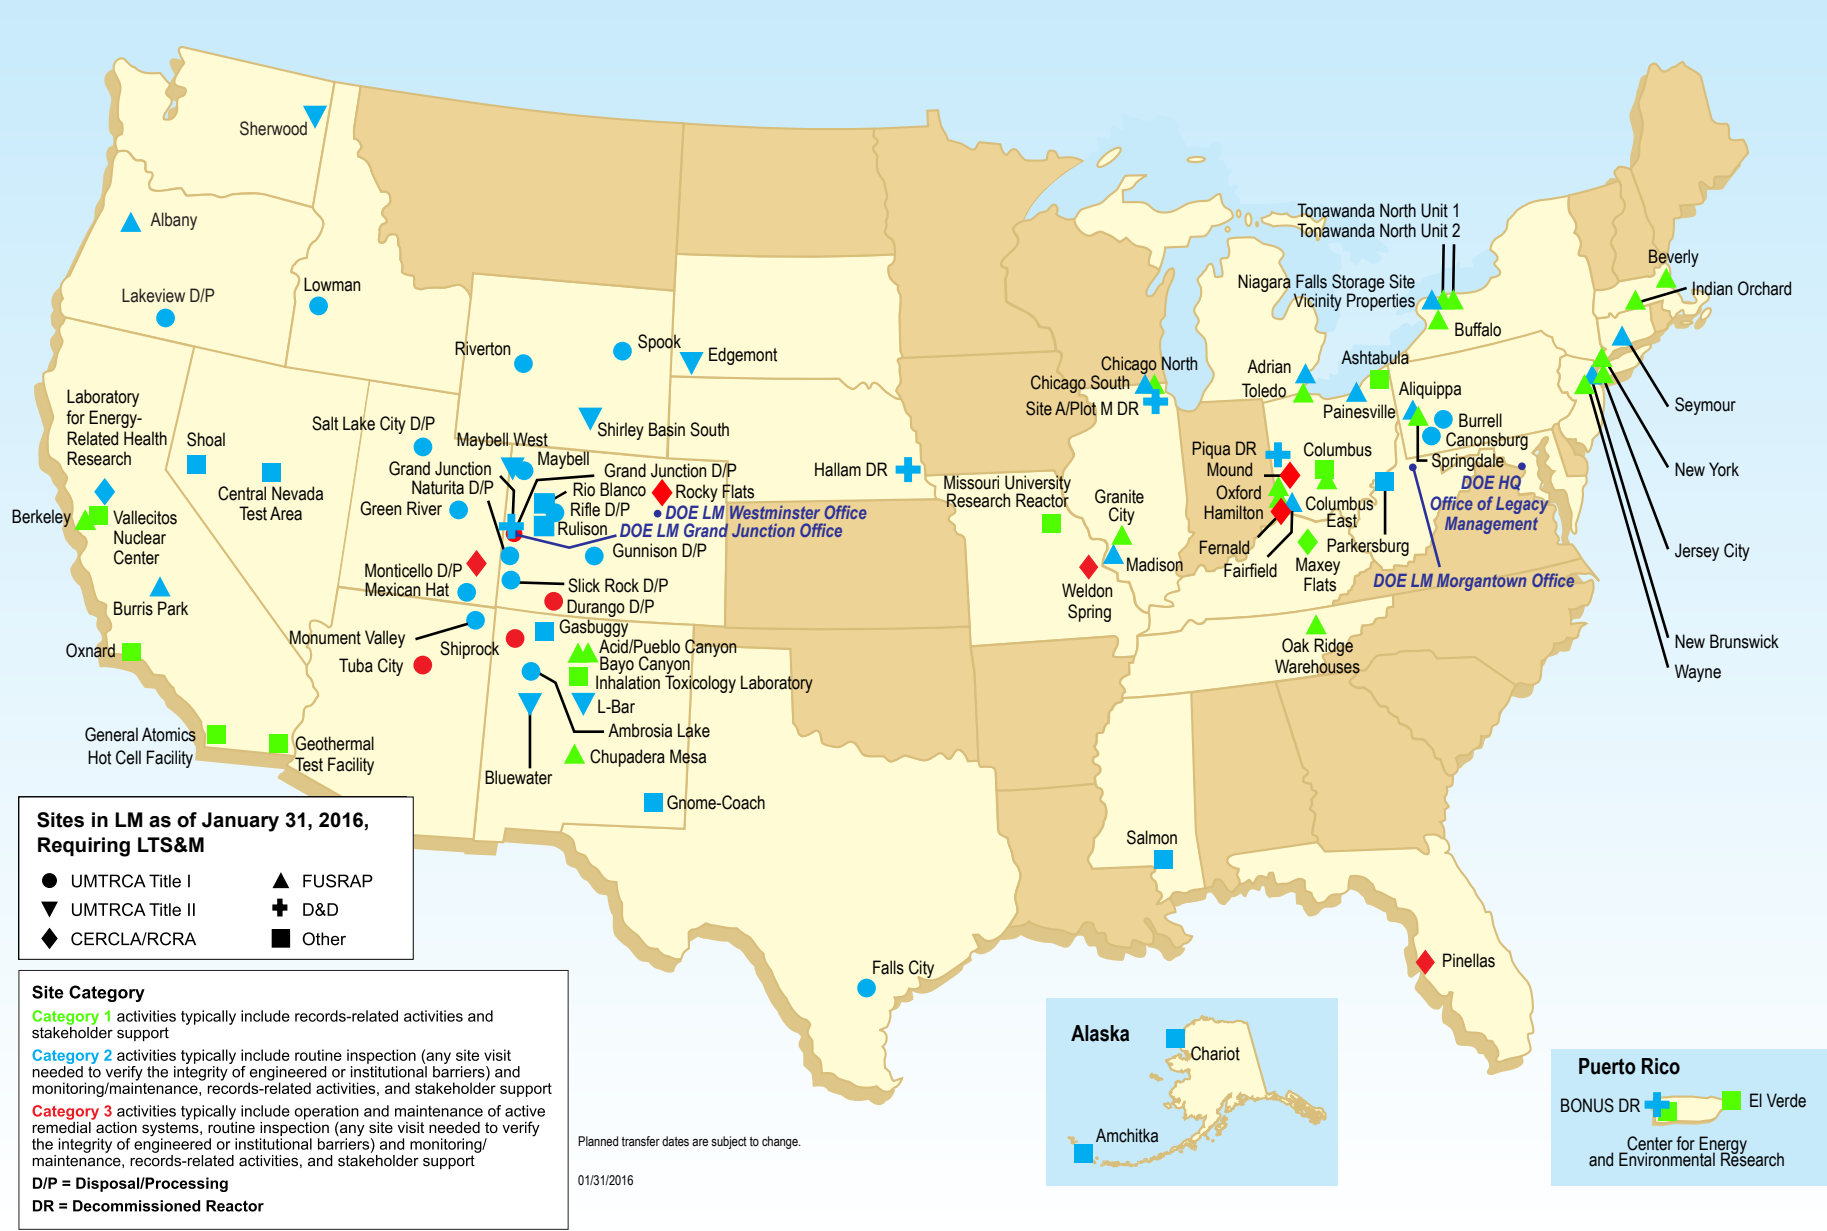 Sherwood
Albany
Lakeview D/P
Lowman
Riverton
Spook
Edgemont
Shirley Basin South
Laboratory
for Energy-
Related Health
Research
Shoal
Central Nevada
Test Area
Salt Lake City D/P
Maybell West
Maybell
Grand Junction
Naturita D/P
Green River
Grand Junction D/P
Rio Blanco
Rocky Flats
Rifle D/P
DOE LM Westminster Office
Rulison
DOE LM Grand Junction Office
Gunnison D/P
Berkeley
Vallecitos
Nuclear
Center
Burris Park
Monticello D/P
Mexican Hat
Slick Rock D/P
Durango D/P
Oxnard
Monument Valley
Tuba City
Shiprock
Gasbuggy
Acid/Pueblo Canyon
Bayo Canyon
Inhalation Toxicology Laboratory
L-Bar
Ambrosia Lake
Chupadera Mesa
Bluewater
Gnome-Coach
General Atomics
Hot Cell Facility
Geothermal
Test Facility
Hallam DR
Missouri University
Research Reactor
Granite
City
Madison
Weldon
Spring
Chicago North
Chicago South
Site A/Plot M DR
Tonawanda North Unit 1
Tonawanda North Unit 2
Niagara Falls Storage Site
Vicinity Properties
Buffalo
Adrian
Toledo
Ashtabula
Painesville
Aliquippa
Burrell
Canonsburg
Springdale
Piqua DR
Mound
Oxford
Hamilton
Fernald
Fairfield
Columbus
Columbus
East
Maxey
Flats
Parkersburg
DOE HQ
Office of Legacy
Management
DOE LM Morgantown Office
Oak Ridge
Warehouses
Beverly
Indian Orchard
Seymour
New York
Jersey City
New Brunswick
Wayne
Salmon
Falls City
Pinellas
Sites in LM as of January 31, 2016,
Requiring LTS&M
UMTRCA Title I
FUSRAP
UMTRCA Title II
D&D
CERCLA/RCRA
Other
Site Category
Category 1 activities typically include records-related activities and
stakeholder support
Category 2 activities typically include routine inspection (any site visit
needed to verify the integrity of engineered or institutional barriers) and
monitoring/maintenance, records-related activities, and stakeholder support
Category 3 activities typically include operation and maintenance of active
remedial action systems, routine inspection (any site visit needed to verify
the integrity of engineered or institutional barriers) and monitoring/
maintenance, records-related activities, and stakeholder support
D/P = Disposal/Processing
DR = Decommissioned Reactor
Planned transfer dates are subject to change.
01/31/2016
Alaska
Chariot
Amchitka
Puerto Rico
BONUS DR
El Verde
Center for Energy
and Environmental Research